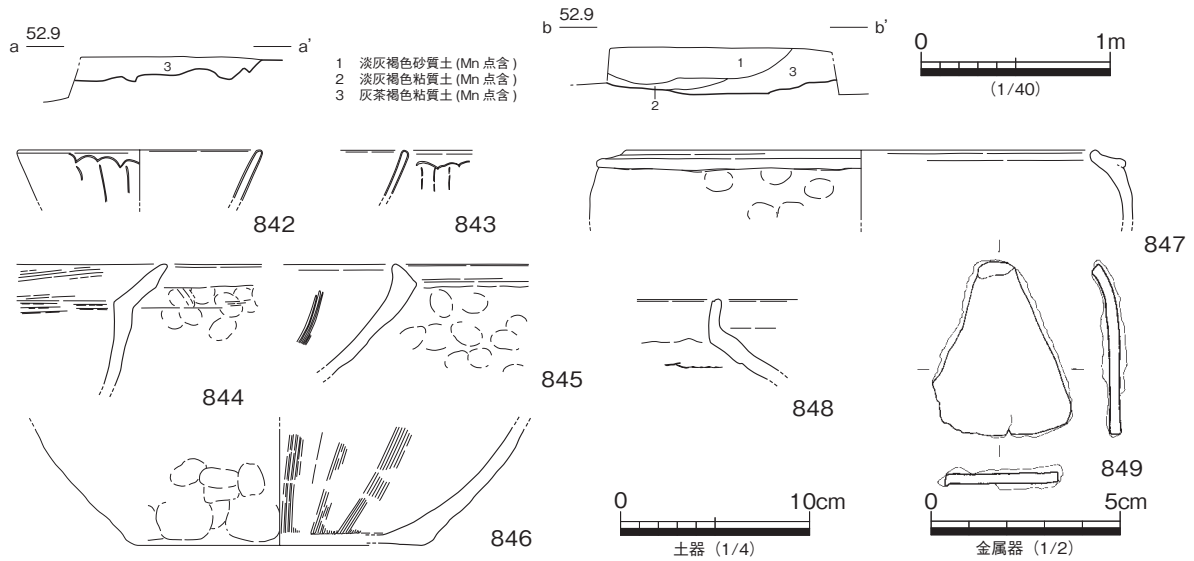 a 52.9 a'
3
1 淡灰褐色砂質土 (Mn 点含)
2 淡灰褐色粘質土 (Mn 点含)
3 灰茶褐色粘質土 (Mn 点含)
b 52.9 b'
1
3
2
0 1m
(1/40)
842
843
847
844
845
848
849
846
0 10cm
土器 (1/4)
0 5cm
金属器 (1/2)